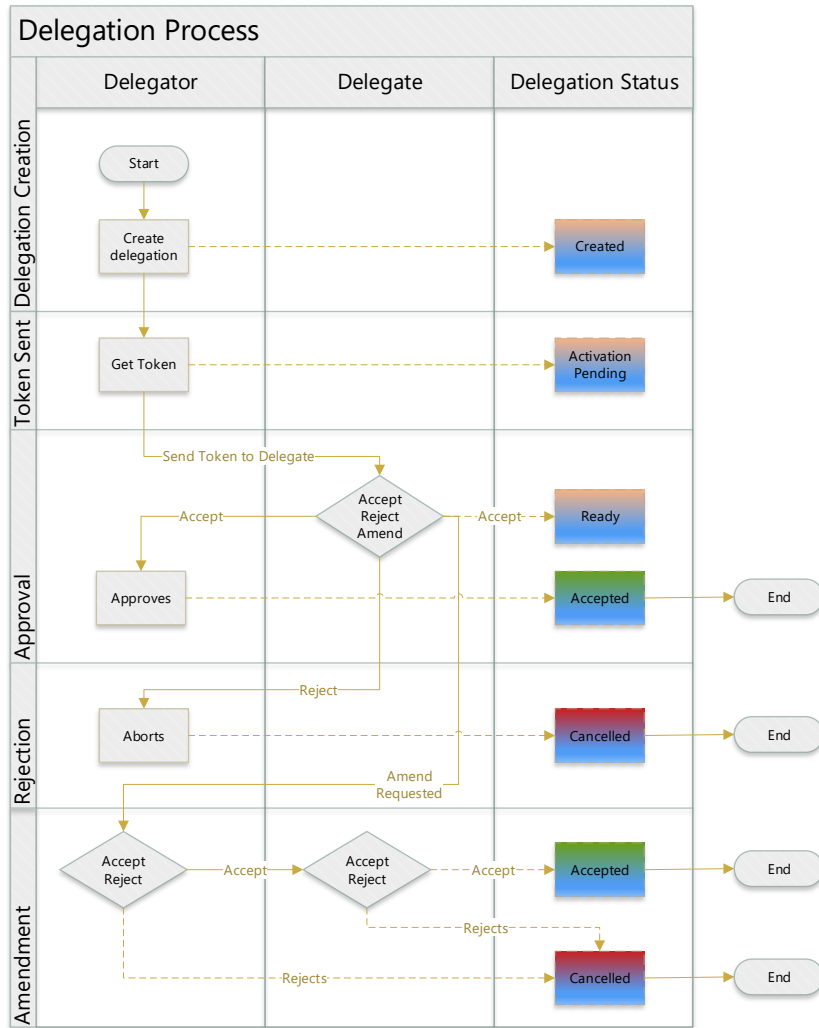 Delegation Process
Delegator
Delegate
Delegation Status
Delegation Creation
Start
Create
delegation
Created
Token Sent
Get Token
Activation
Pending
Approval
Send Token to Delegate
Accept
Reject
Amend
Accept
Accept
Ready
Approves
Accepted
End
Rejection
Reject
Aborts
Cancelled
End
Amend
Requested
Amendment
Accept
Reject
Accept
Accept
Reject
Accept
Accepted
End
Rejects
Rejects
Cancelled
End